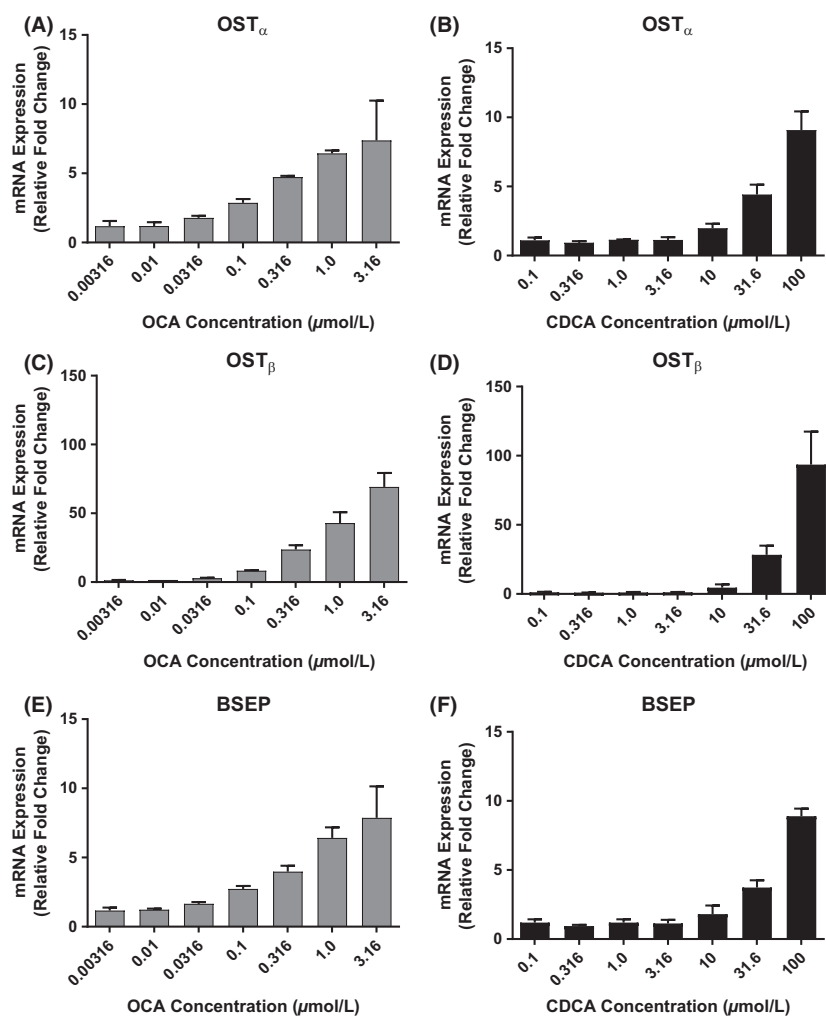 (A)
OSTα
mRNA Expression
(Relative Fold Change)
15
10
5
0
0.00316
0.01
0.0316
0.1
0.316
1.0
3.16
OCA Concentration (µmol/L)
(B)
OSTα
mRNA Expression
(Relative Fold Change)
15
10
5
0
0.1
0.316
1.0
3.16
10
31.6
100
CDCA Concentration (µmol/L)
(C)
OSTβ
mRNA Expression
(Relative Fold Change)
150
100
50
0
0.00316
0.01
0.0316
0.1
0.316
1.0
3.16
OCA Concentration (µmol/L)
(D)
OSTβ
mRNA Expression
(Relative Fold Change)
150
100
50
0
0.1
0.316
1.0
3.16
10
31.6
100
CDCA Concentration (µmol/L)
(E)
BSEP
mRNA Expression
(Relative Fold Change)
15
10
5
0
0.00316
0.01
0.0316
0.1
0.316
1.0
3.16
OCA Concentration (µmol/L)
(F)
BSEP
mRNA Expression
(Relative Fold Change)
15
10
5
0
0.1
0.316
1.0
3.16
10
31.6
100
CDCA Concentration (µmol/L)